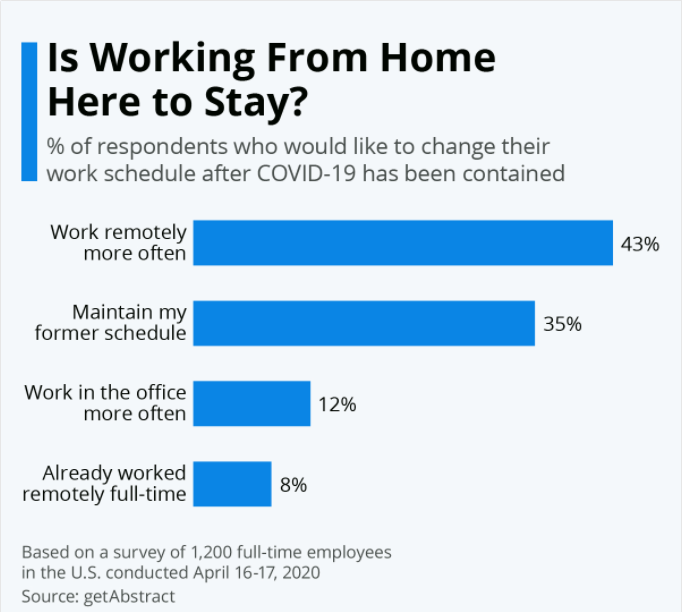 Is Working From Home
Here to Stay?
% of respondents who would like to change their
work schedule after COVID-19 has been contained
Work remotely
more often
43%
Maintain my
former schedule
35%
Work in the office
more often
12%
Already worked
remotely full-time
8%
Based on a survey of 1,200 full-time employees
in the U.S. conducted April 16-17, 2020
Source: getAbstract